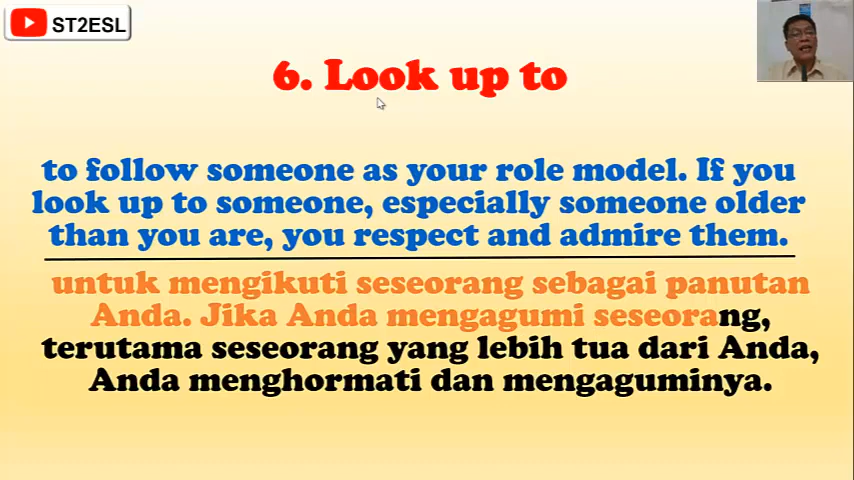 ST2ESL
6. Look up to
to follow someone as your role model. If you
look up to someone, especially someone older
than you are, you respect and admire them.
untuk mengikuti seseorang sebagai panutan
Anda. Jika Anda mengagumi seseorang,
terutama seseorang yang lebih tua dari Anda,
Anda menghormati dan mengaguminya.